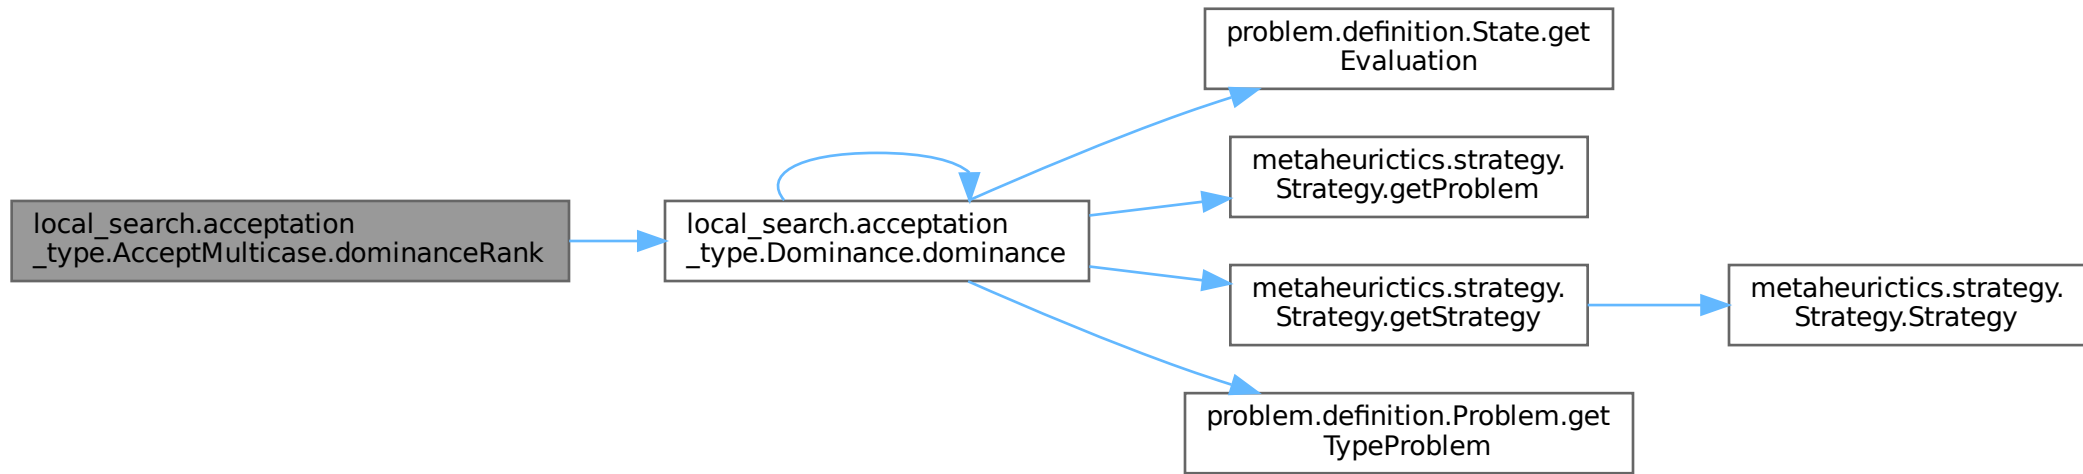 local_search.acceptation
_type.AcceptMulticase.dominanceRank
local_search.acceptation
_type.Dominance.dominance
problem.definition.State.get
Evaluation
metaheurictics.strategy.
Strategy.getProblem
metaheurictics.strategy.
Strategy.getStrategy
metaheurictics.strategy.
Strategy.Strategy
problem.definition.Problem.get
TypeProblem